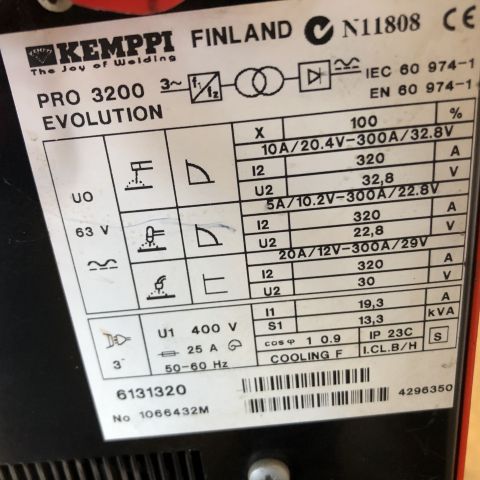 KEMPPI FINLAND N11808 CE
The Joy of Welding
PRO 3200 3~ f1 f2 IEC 60 974-1
EVOLUTION EN 60 974-1
X 100 %
10A/20.4V-300A/32.8V
I2 320 A
U2 32,8 V
5A/10.2V-300A/22.8V
I2 320 A
U2 22,8 V
20A/12V-300A/29V
I2 320 A
U2 30 V
UO
63 V
I1 19,3 A
S1 13,3 kVA
cos φ 1 0.9 IP 23C S
COOLING F I.CL.B/H
3~ U1 400 V
25 A
50-60 Hz
6131320
No 1066432M
4296350